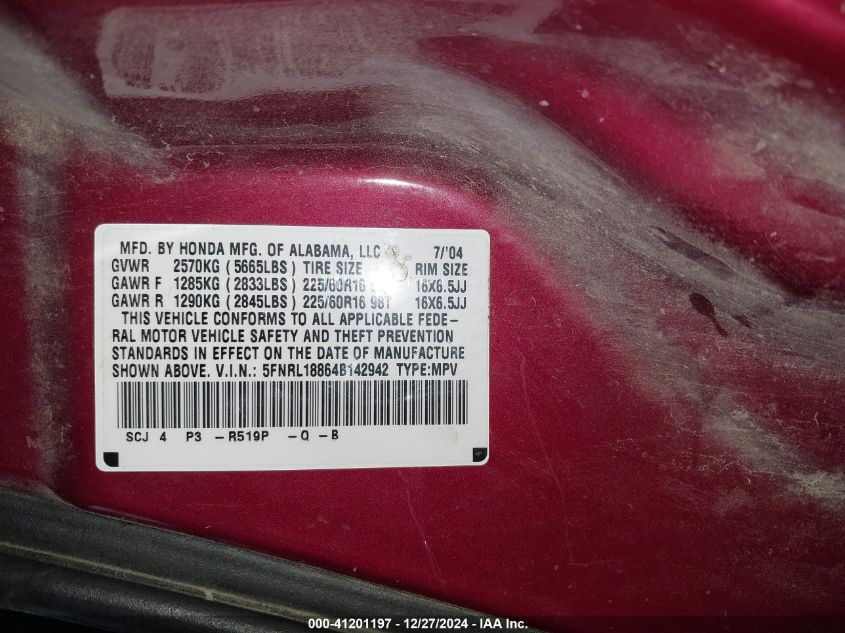 MFD. BY HONDA MFG. OF ALABAMA, LLC 7/'04
GVWR 2570KG (5665LBS) TIRE SIZE RIM SIZE
GAWR F 1285KG (2833LBS) 225/60R16 16X6.5JJ
GAWR R 1290KG (2845LBS) 225/60R16 98T 16X6.5JJ
THIS VEHICLE CONFORMS TO ALL APPLICABLE FEDE-
RAL MOTOR VEHICLE SAFETY AND THEFT PREVENTION
STANDARDS IN EFFECT ON THE DATE OF MANUFACTURE
SHOWN ABOVE. V.I.N.: 5FNRL18864B142942 TYPE:MPV
SCJ 4 P3 -R519P -Q -B
000-41201197 - 12/27/2024 - © IAA Inc.